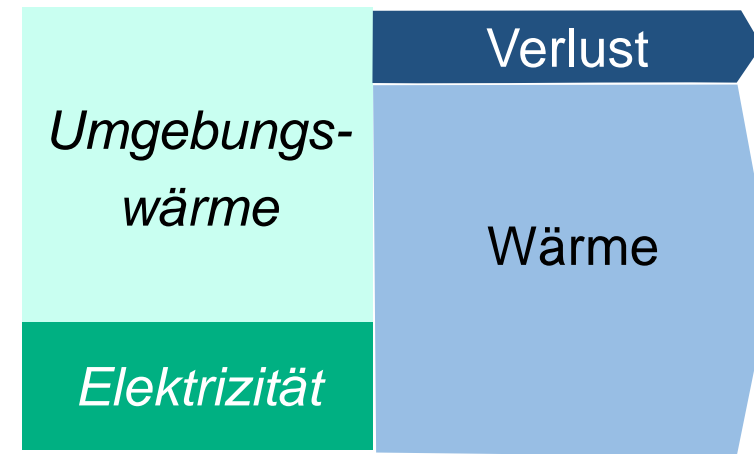 Verlust
Umgebungs-
wärme
Wärme
Elektrizität